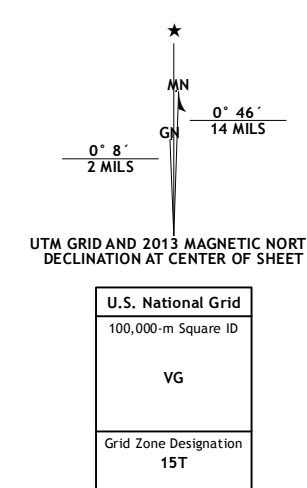 ★
MN
GN
0° 46´
14 MILS
0° 8´
2 MILS
UTM GRID AND 2013 MAGNETIC NORT
DECLINATION AT CENTER OF SHEET
U.S. National Grid
100,000-m Square ID
VG
Grid Zone Designation
15T